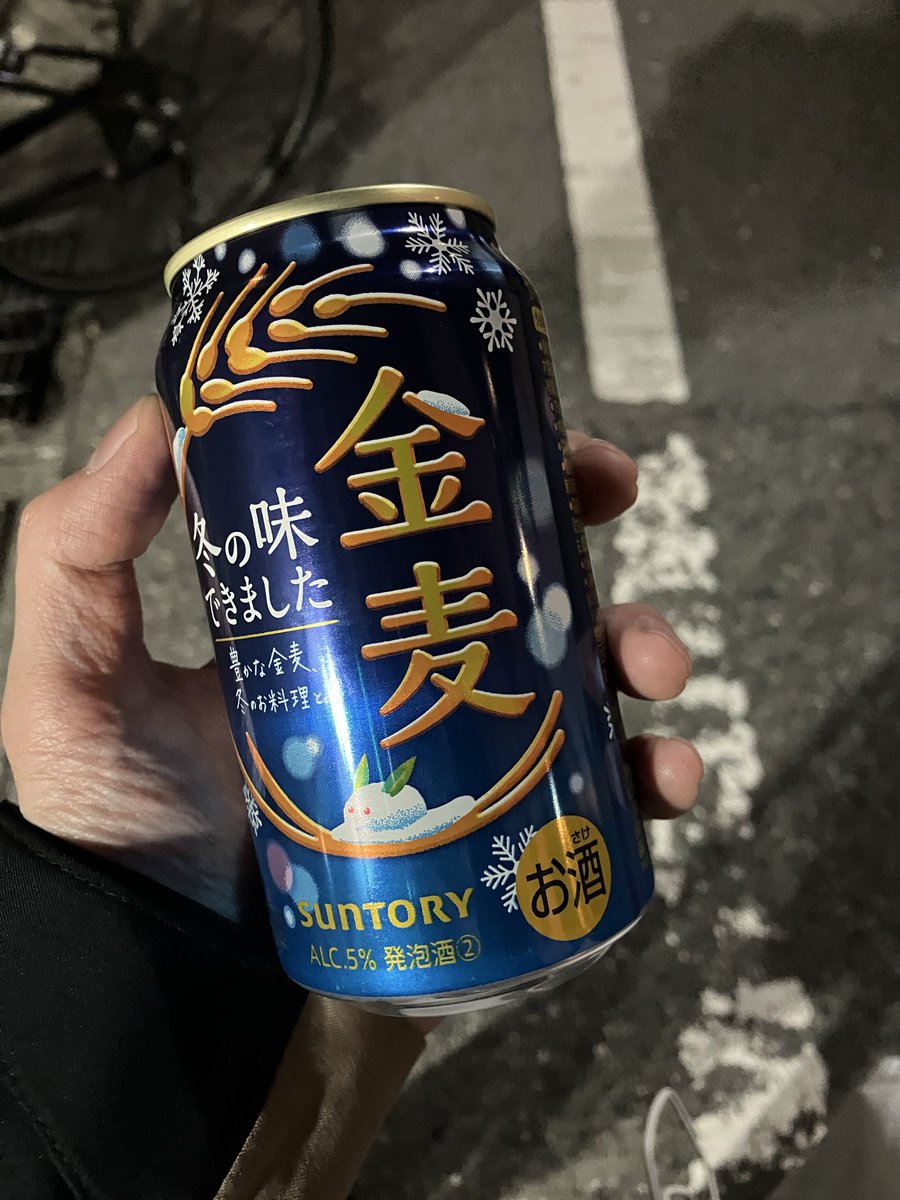 金麦
冬の味
できました
豊かな金麦、
冬のお料理と
SUNTORY
ALC.5% 発泡酒②
さけ
お酒